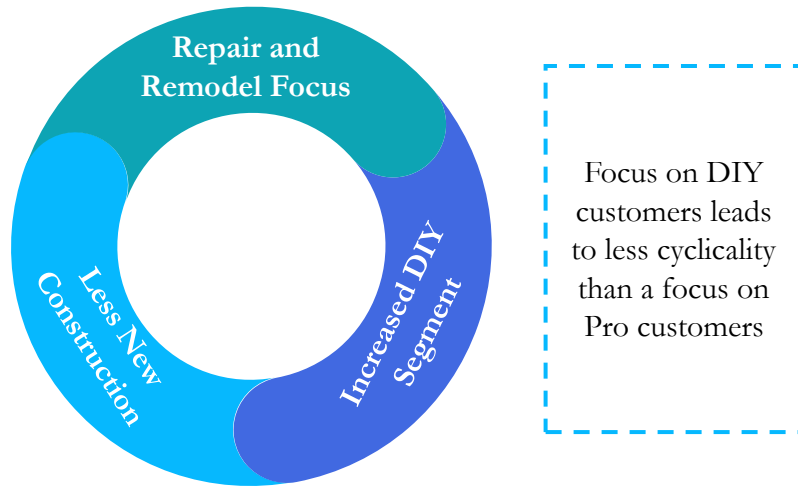 Repair and
Remodel Focus
Increased DIY
Segment
Less New
Construction
Focus on DIY
customers leads
to less cyclicality
than a focus on
Pro customers